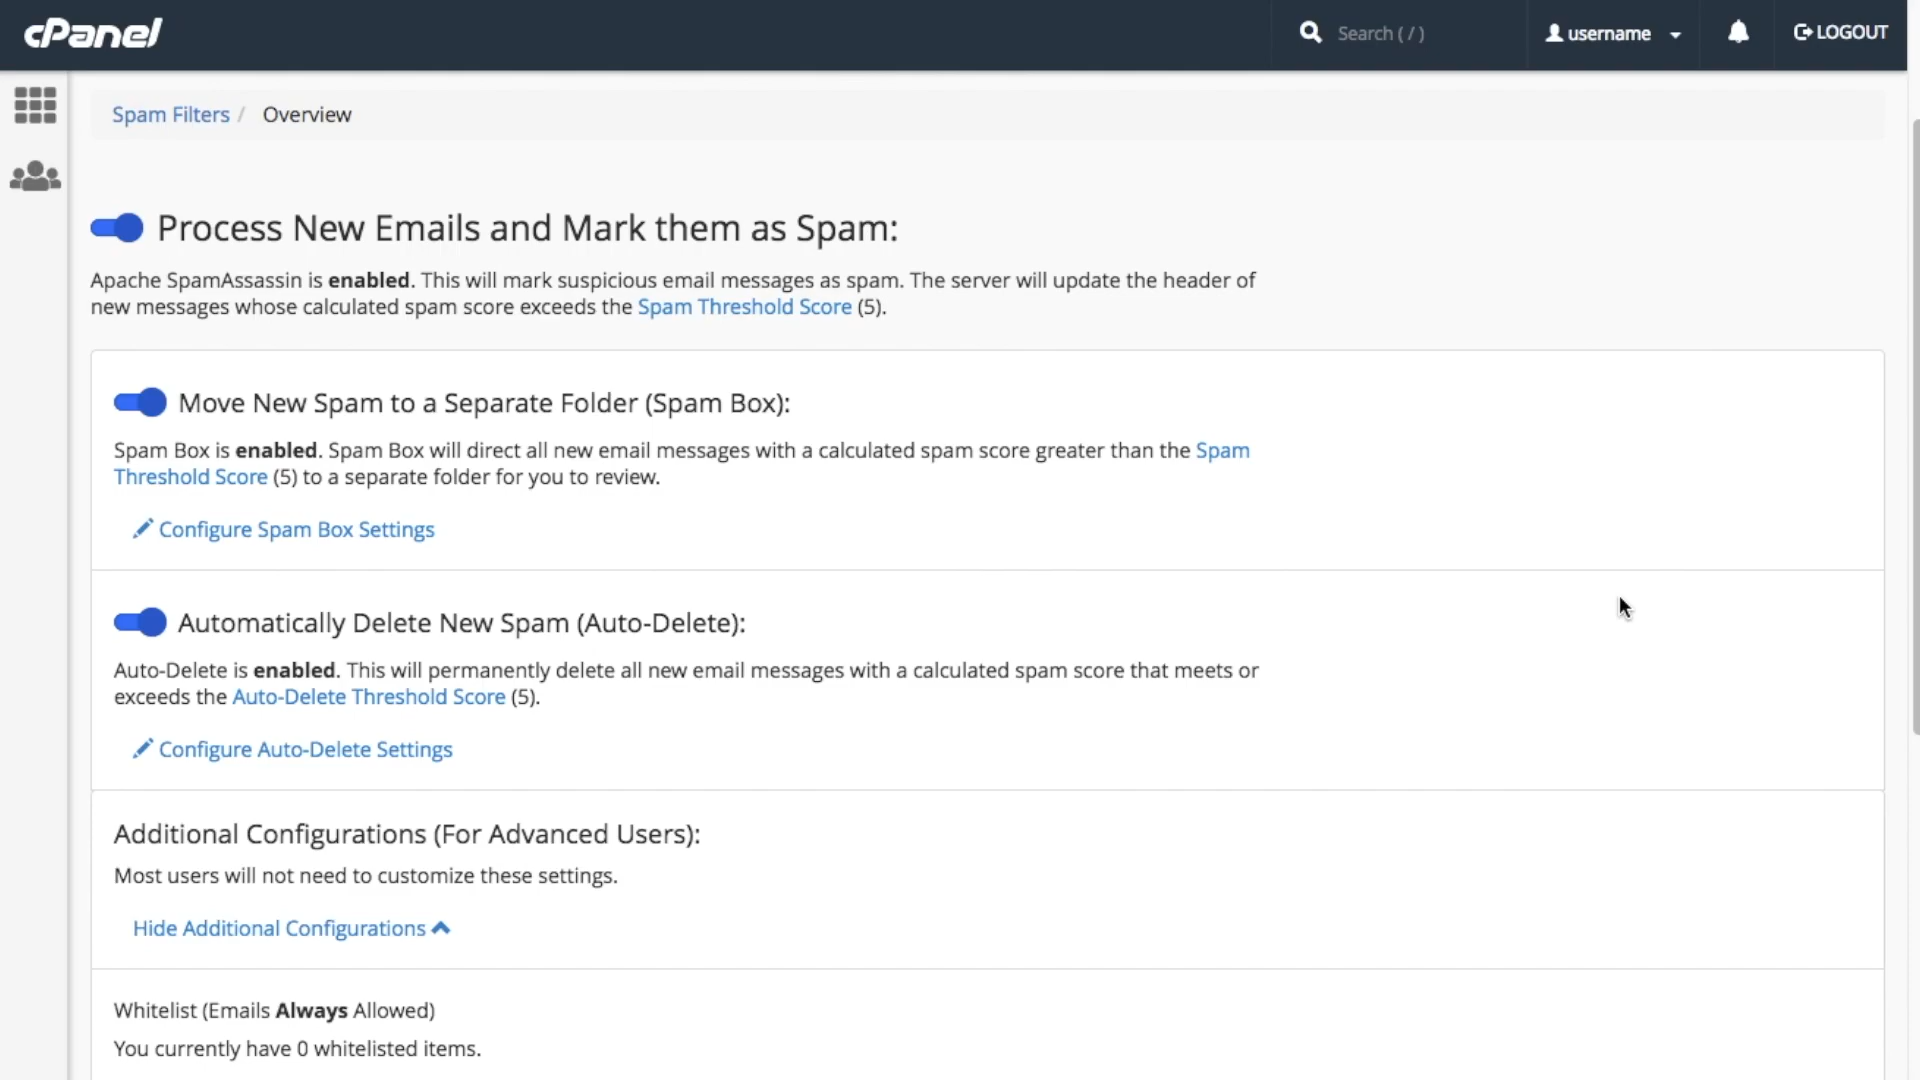 cPanel
Search ( / )
username
LOGOUT
Spam Filters / Overview
Process New Emails and Mark them as Spam:
Apache SpamAssassin is enabled. This will mark suspicious email messages as spam. The server will update the header of
new messages whose calculated spam score exceeds the Spam Threshold Score (5).
Move New Spam to a Separate Folder (Spam Box):
Spam Box is enabled. Spam Box will direct all new email messages with a calculated spam score greater than the Spam
Threshold Score (5) to a separate folder for you to review.
Configure Spam Box Settings
Automatically Delete New Spam (Auto-Delete):
Auto-Delete is enabled. This will permanently delete all new email messages with a calculated spam score that meets or
exceeds the Auto-Delete Threshold Score (5).
Configure Auto-Delete Settings
Additional Configurations (For Advanced Users):
Most users will not need to customize these settings.
Hide Additional Configurations
Whitelist (Emails Always Allowed)
You currently have 0 whitelisted items.